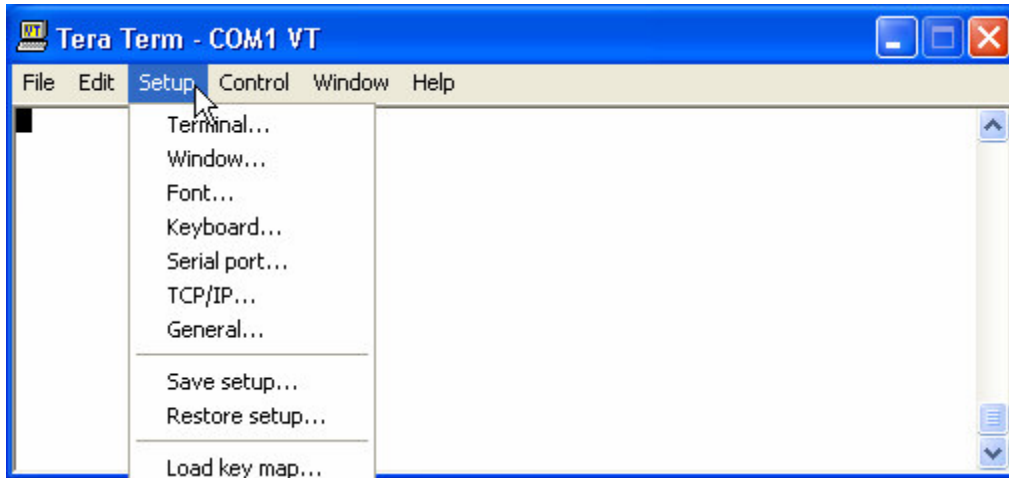 VT Tera Term - COM1 VT
File Edit Setup Control Window Help
Terminal...
Window...
Font...
Keyboard...
Serial port...
TCP/IP...
General...
Save setup...
Restore setup...
Load key map...